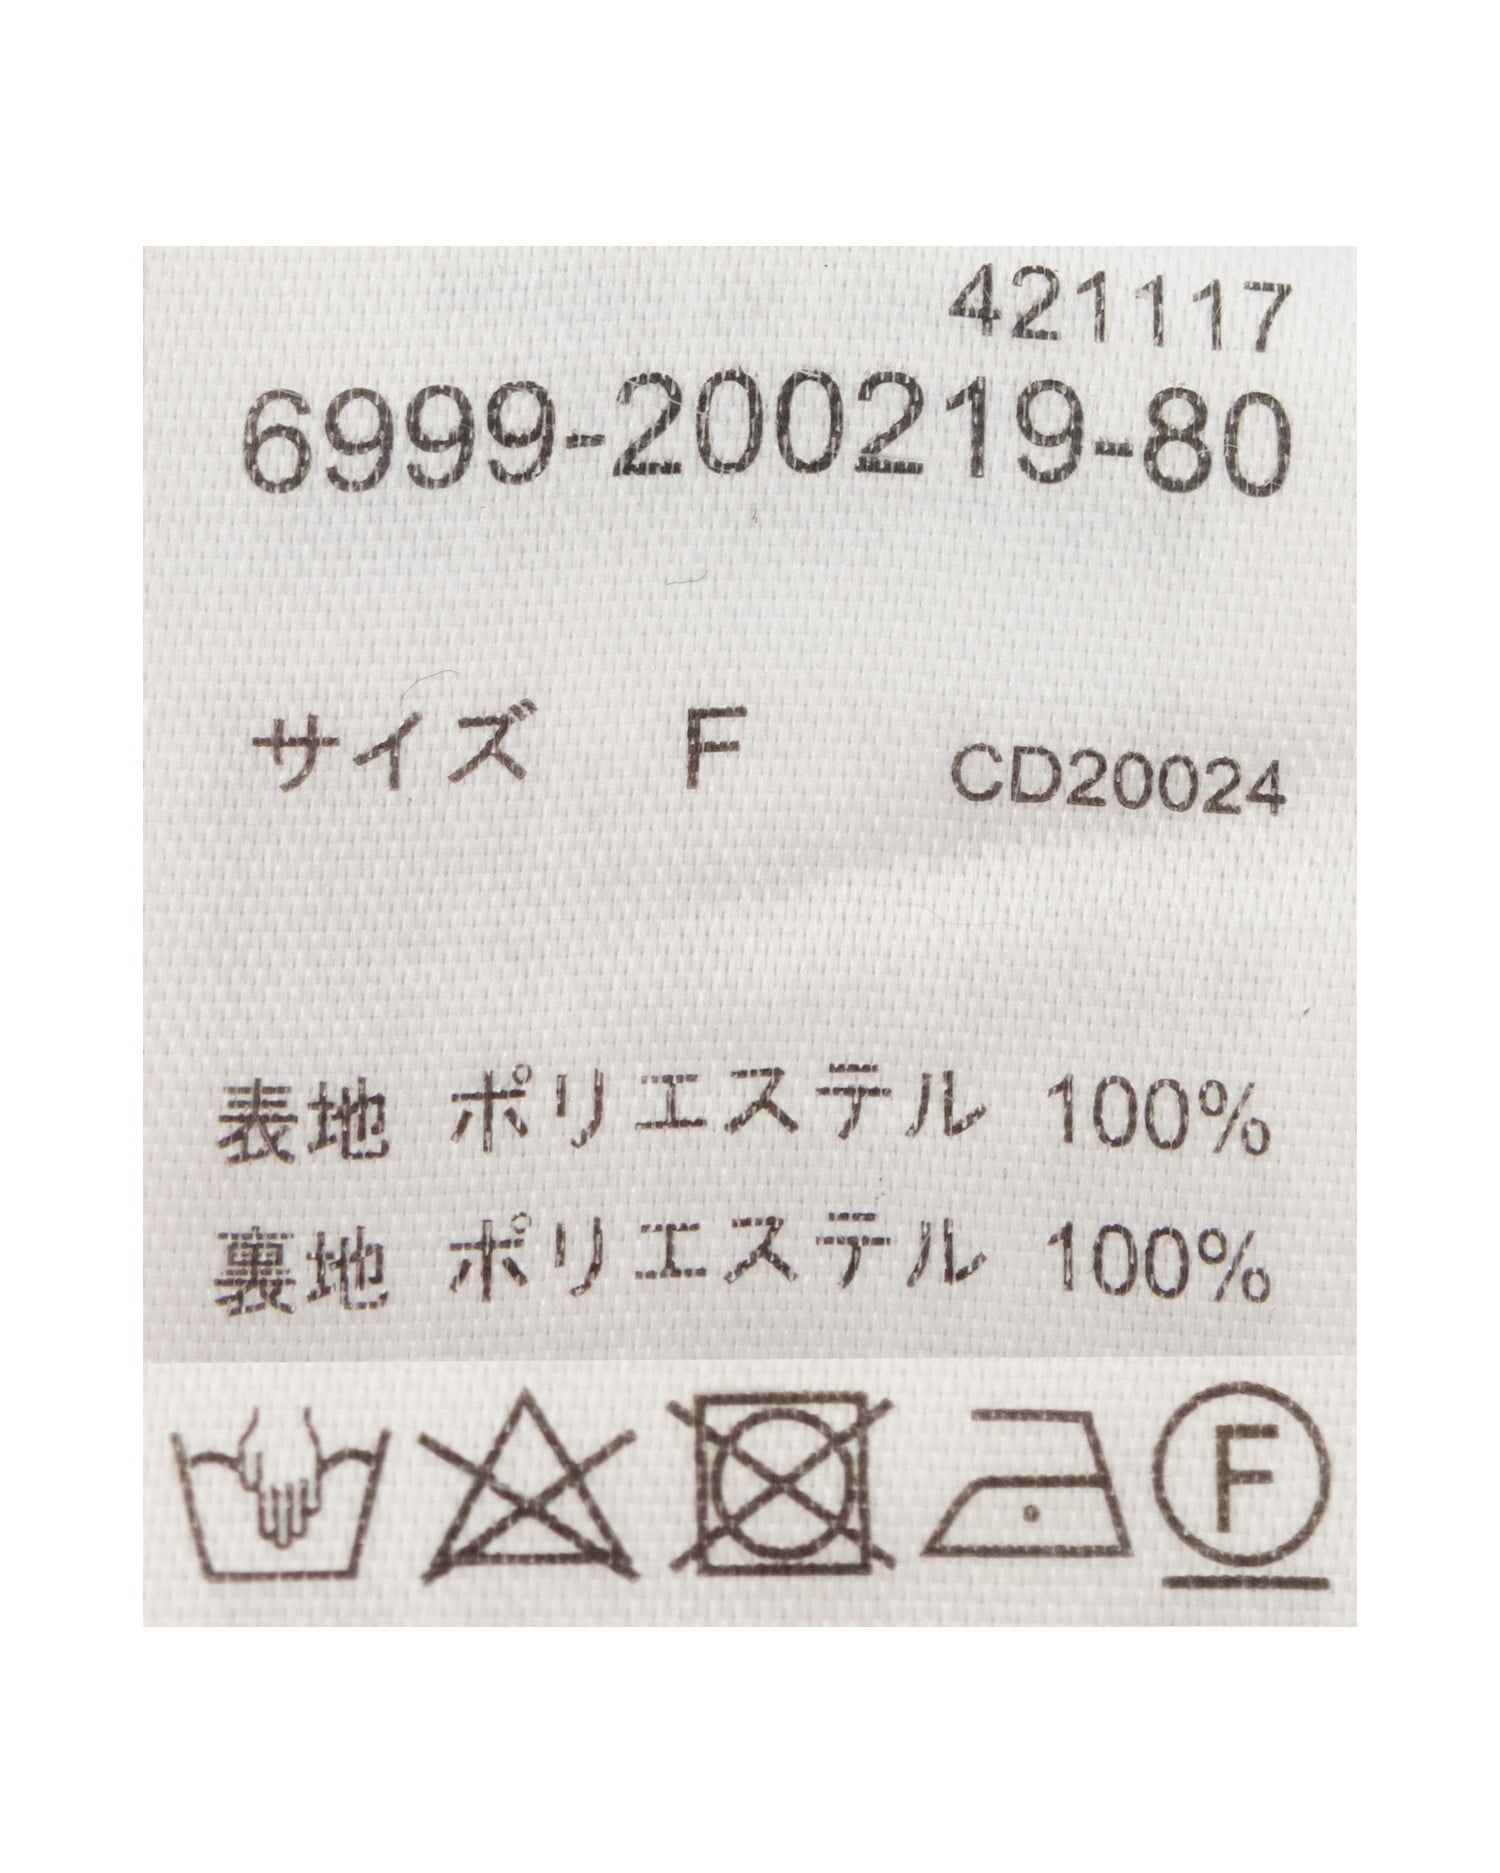 421117
6999-200219-80
サイズ F CD20024
表地 ポリエステル 100%
裏地 ポリエステル 100%
F